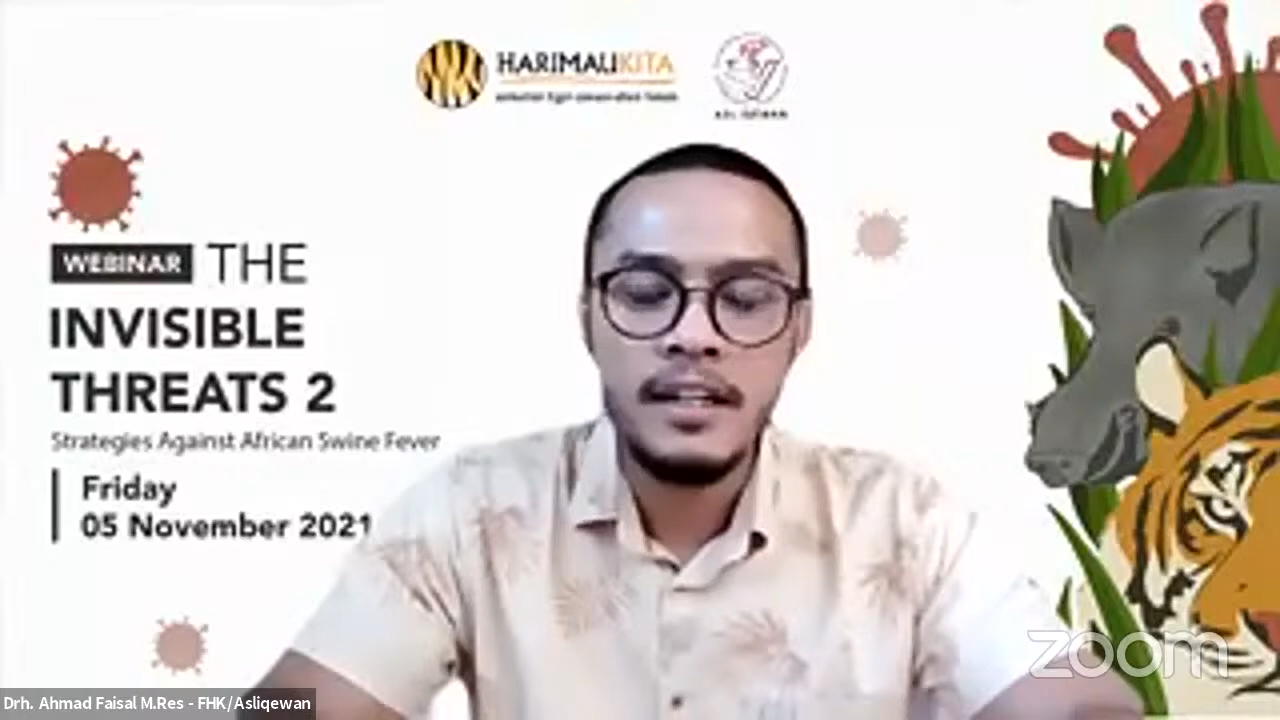 HARIMAUKITA
ASLIQEWAN
WEBINAR THE
INVISIBLE
THREATS 2
Strategies Against African Swine Fever
Friday
05 November 2021
zoom
Drh. Ahmad Faisal M.Res - FHK/Asliqewan